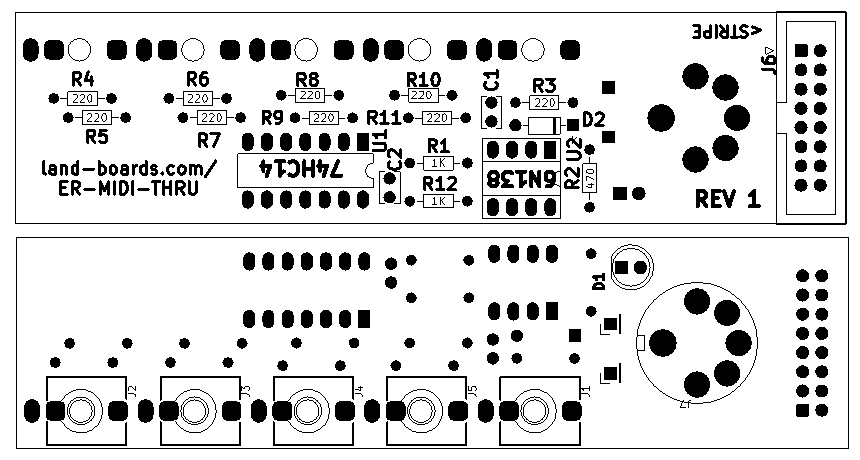 <STRIPE
J6
R4
R6
R8
R10
C1
R3
220
220
220
220
220
220
220
220
220
R5
R7
R9
R11
D2
U1
C2
R1
1K
U2
land-boards.com/
ER-MIDI-THRU
74HC14
6N138
R12
1K
R2
470
REV 1
D1
J2
J3
J4
J5
J1
J7